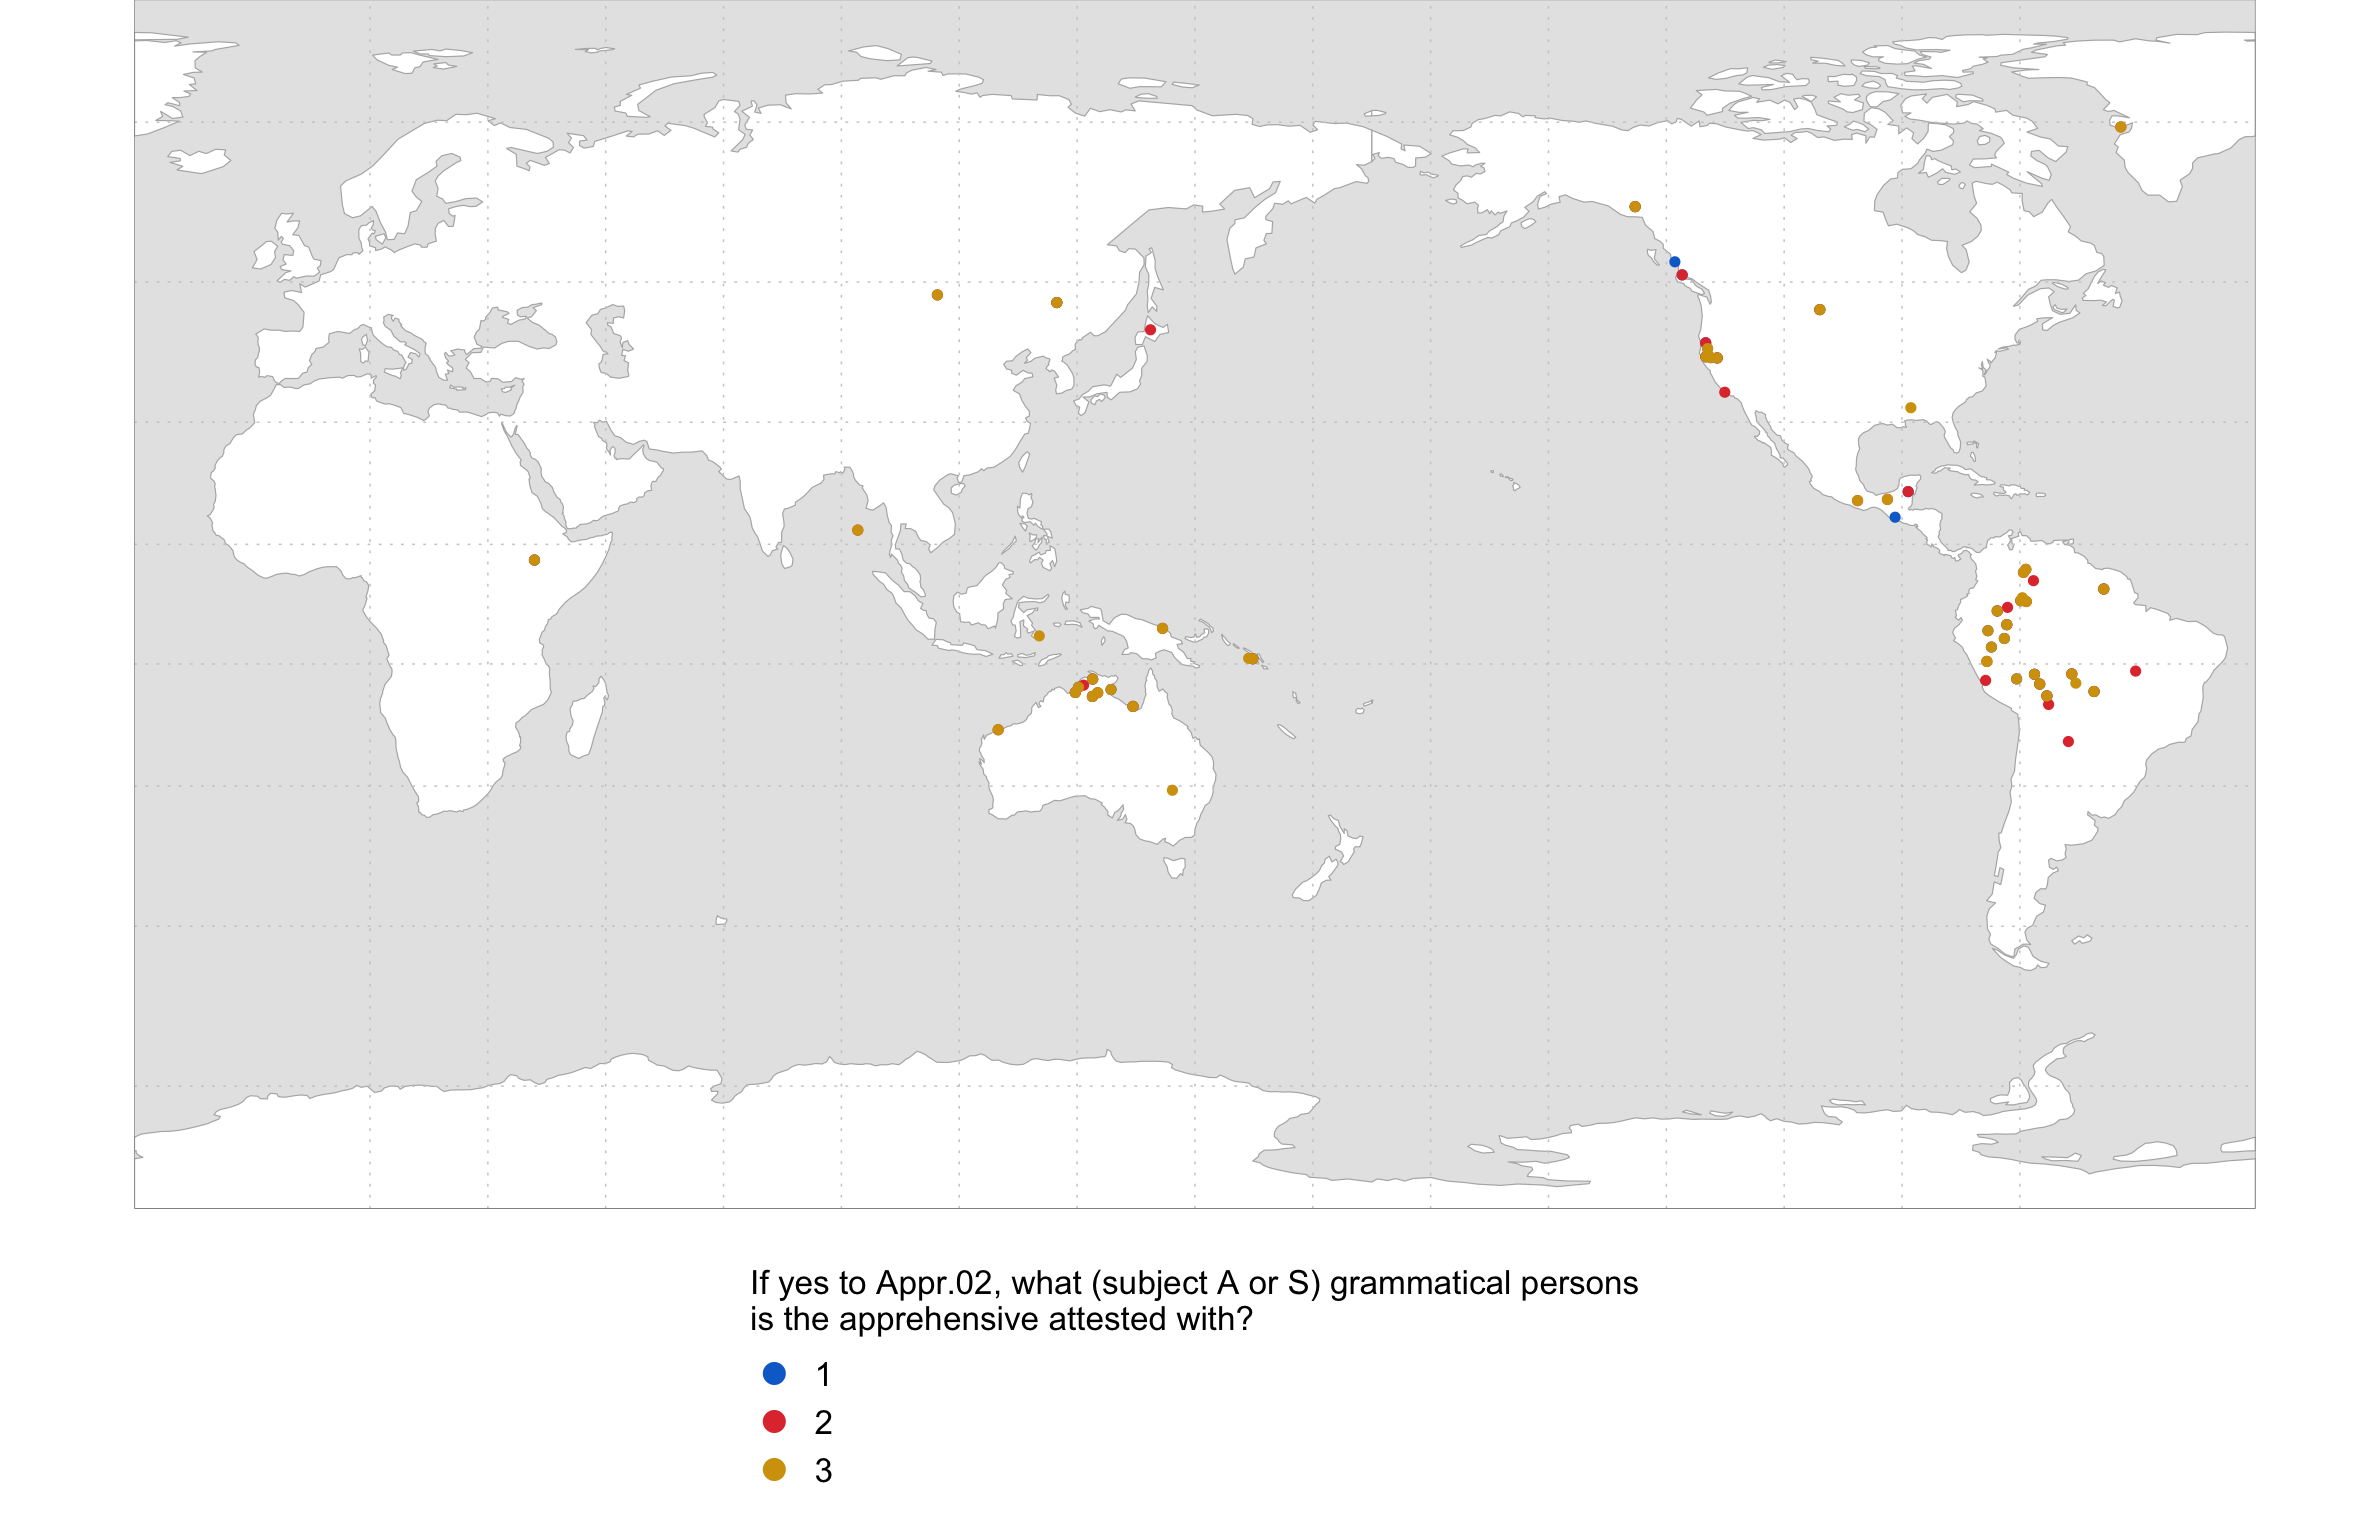 If yes to Appr.02, what (subject A or S) grammatical persons
is the apprehensive attested with?
1
2
3